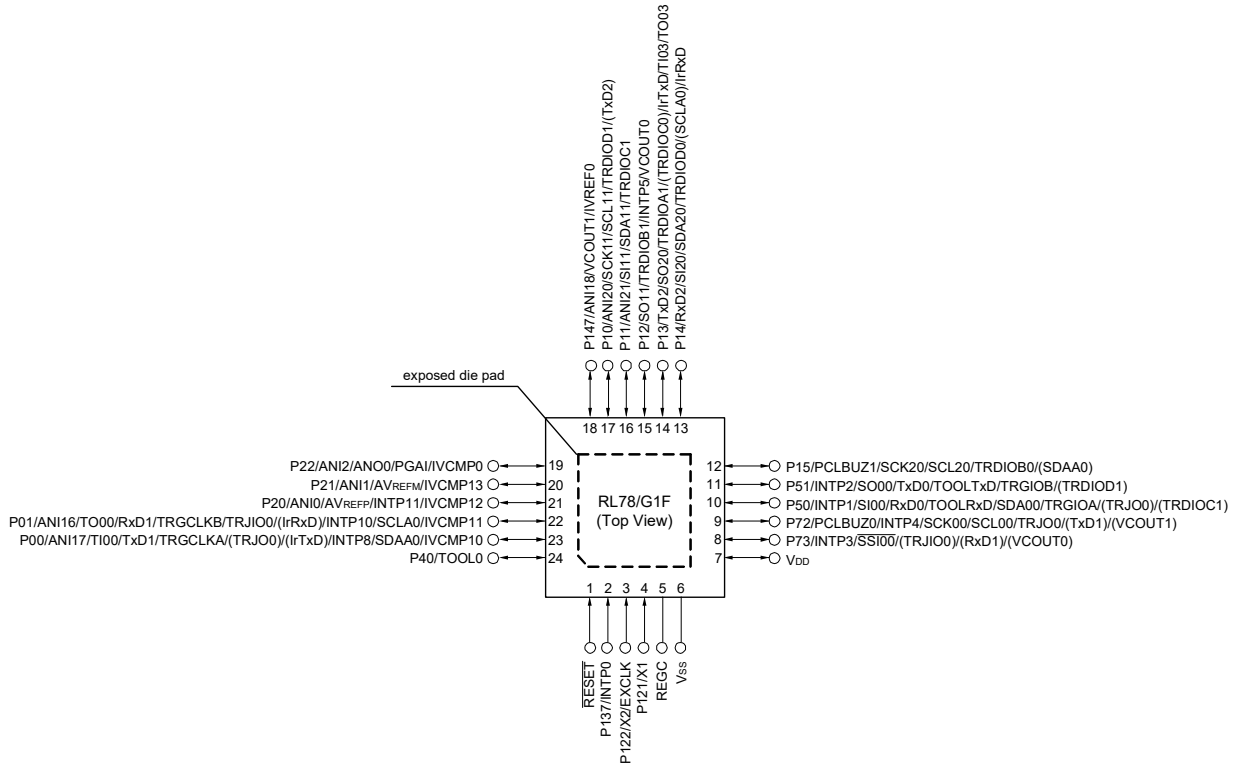 P147/ANI18/VCOUT1/IVREF0
P10/ANI20/SCK11/SCL11/TRDIOD1/(TxD2)
P11/ANI21/SI11/SDA11/TRDIOC1
P12/SO11/TRDIOB1/INTP5/VCOUT0
P13/TxD2/SO20/TRDIOA1/(TRDIOC0)/IrTxD/TI03/TO03
P14/RxD2/SI20/SDA20/TRDIOD0/(SCLA0)/IrRxD
exposed die pad
18 17 16 15 14 13
P22/ANI2/ANO0/PGAI/IVCMP0 19
P21/ANI1/AVREFM/IVCMP13 20
P20/ANI0/AVREFP/INTP11/IVCMP12 21
P01/ANI16/TO00/RxD1/TRGCLKB/TRJIO0/(IrRxD)/INTP10/SCLA0/IVCMP11 22
P00/ANI17/TI00/TxD1/TRGCLKA/(TRJO0)/(IrTxD)/INTP8/SDAA0/IVCMP10 23
P40/TOOL0 24
RL78/G1F
(Top View)
12 P15/PCLBUZ1/SCK20/SCL20/TRDIOB0/(SDAA0)
11 P51/INTP2/SO00/TxD0/TOOLTxD/TRGIOB/(TRDIOD1)
10 P50/INTP1/SI00/RxD0/TOOLRxD/SDA00/TRGIOA/(TRJO0)/(TRDIOC1)
9 P72/PCLBUZ0/INTP4/SCK00/SCL00/TRJO0/(TxD1)/(VCOUT1)
8 P73/INTP3/SSI00/(TRJIO0)/(RxD1)/(VCOUT0)
7 VDD
1 2 3 4 5 6
RESET
P137/INTP0
P122/X2/EXCLK
P121/X1
REGC
Vss